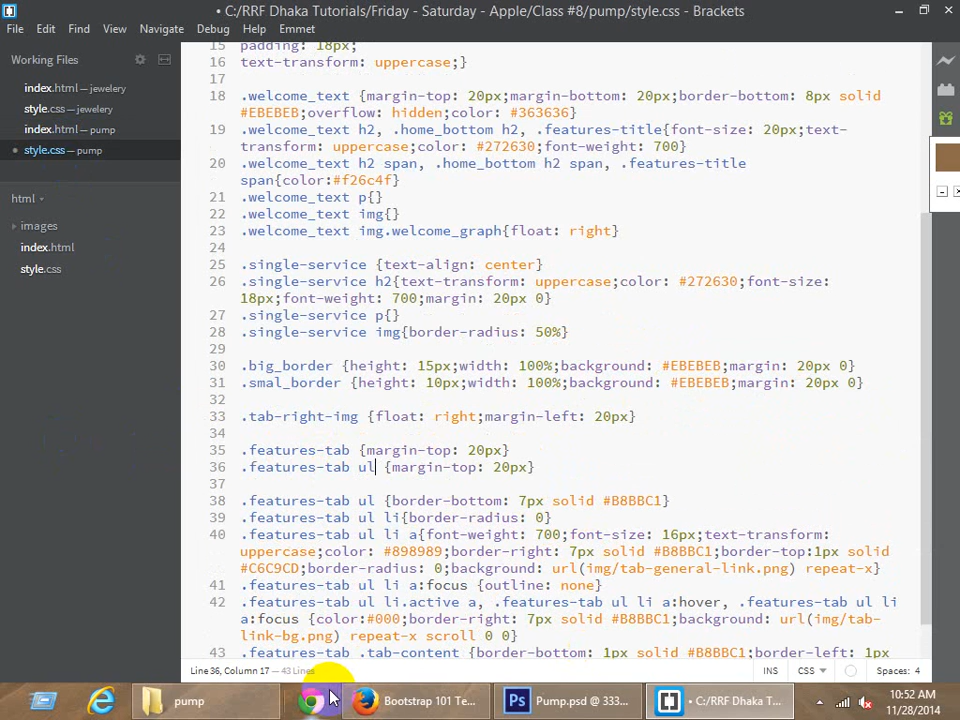 • C:/RRF Dhaka Tutorials/Friday - Saturday - Apple/Class #8/pump/style.css - Brackets
File Edit Find View Navigate Debug Help Emmet
Working Files
index.html — jewelery
style.css — jewelery
index.html — pump
• style.css — pump
html
images
index.html
style.css
15 padding: 18px;
16 text-transform: uppercase;}
17
18 .welcome_text {margin-top: 20px;margin-bottom: 20px;border-bottom: 8px solid
#EBEBEB;overflow: hidden;color: #363636}
19 .welcome_text h2, .home_bottom h2, .features-title{font-size: 20px;text-
transform: uppercase;color: #272630;font-weight: 700}
20 .welcome_text h2 span, .home_bottom h2 span, .features-title
span{color:#f26c4f}
21 .welcome_text p{}
22 .welcome_text img{}
23 .welcome_text img.welcome_graph{float: right}
24
25 .single-service {text-align: center}
26 .single-service h2{text-transform: uppercase;color: #272630;font-size:
18px;font-weight: 700;margin: 20px 0}
27 .single-service p{}
28 .single-service img{border-radius: 50%}
29
30 .big_border {height: 15px;width: 100%;background: #EBEBEB;margin: 20px 0}
31 .smal_border {height: 10px;width: 100%;background: #EBEBEB;margin: 20px 0}
32
33 .tab-right-img {float: right;margin-left: 20px}
34
35 .features-tab {margin-top: 20px}
36 .features-tab ul {margin-top: 20px}
37
38 .features-tab ul {border-bottom: 7px solid #B8BBC1}
39 .features-tab ul li{border-radius: 0}
40 .features-tab ul li a{font-weight: 700;font-size: 16px;text-transform:
uppercase;color: #898989;border-right: 7px solid #B8BBC1;border-top:1px solid
#C6C9CD;border-radius: 0;background: url(img/tab-general-link.png) repeat-x}
41 .features-tab ul li a:focus {outline: none}
42 .features-tab ul li.active a, .features-tab ul li a:hover, .features-tab ul li
a:focus {color:#000;border-right: 7px solid #B8BBC1;background: url(img/tab-
link-bg.png) repeat-x scroll 0 0}
43 .features-tab .tab-content {border-bottom: 1px solid #B8BBC1;border-left: 1px
Line 36, Column 17 — 43 Lines INS CSS Spaces: 4
pump Bootstrap 101 Te... Ps Pump.psd @ 333... • C:/RRF Dhaka T...
10:52 AM
11/28/2014